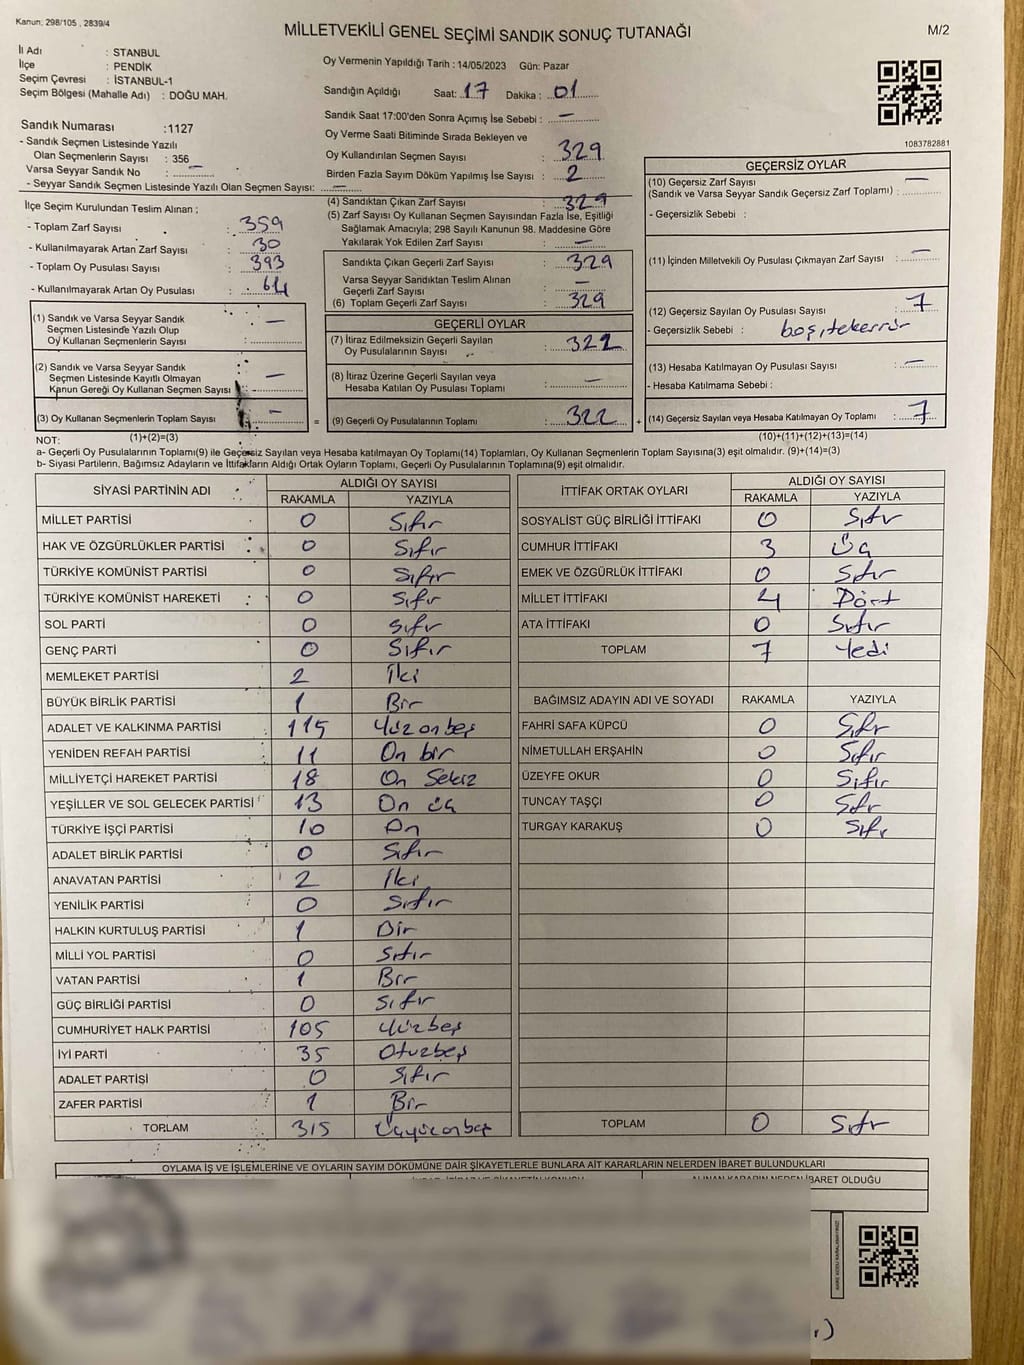 Kanun; 298/105 , 2839/4
MİLLETVEKİLİ GENEL SEÇİMİ SANDIK SONUÇ TUTANAĞI
M/2
İl Adı : STANBUL
İlçe : PENDİK
Seçim Çevresi : İSTANBUL-1
Seçim Bölgesi (Mahalle Adı) : DOĞU MAH.
Oy Vermenin Yapıldığı Tarih : 14/05/2023 Gün: Pazar
Sandığın Açıldığı Saat: 17 Dakika : 01
Sandık Saat 17:00'den Sonra Açımış İse Sebebi : —
Oy Verme Saati Bitiminde Sırada Bekleyen ve
Oy Kullandırılan Seçmen Sayısı : 329
Birden Fazla Sayım Döküm Yapılmış İse Sayısı : 2
1083782881
Sandık Numarası :1127
- Sandık Seçmen Listesinde Yazılı
Olan Seçmenlerin Sayısı : 356
Varsa Seyyar Sandık No : —
- Seyyar Sandık Seçmen Listesinde Yazılı Olan Seçmen Sayısı: —
İlçe Seçim Kurulundan Teslim Alınan ;
- Toplam Zarf Sayısı : 359
- Kullanılmayarak Artan Zarf Sayısı : 30
- Toplam Oy Pusulası Sayısı : 393
- Kullanılmayarak Artan Oy Pusulası : 64
(1) Sandık ve Varsa Seyyar Sandık
Seçmen Listesinde Yazılı Olup
Oy Kullanan Seçmenlerin Sayısı : —
(2) Sandık ve Varsa Seyyar Sandık
Seçmen Listesinde Kayıtlı Olmayan
Kanun Gereği Oy Kullanan Seçmen Sayısı : —
(3) Oy Kullanan Seçmenlerin Toplam Sayısı : —
(1)+(2)=(3)
(4) Sandıktan Çıkan Zarf Sayısı : 329
(5) Zarf Sayısı Oy Kullanan Seçmen Sayısından Fazla İse, Eşitliği
Sağlamak Amacıyla; 298 Sayılı Kanunun 98. Maddesine Göre
Yakılarak Yok Edilen Zarf Sayısı : —
Sandıkta Çıkan Geçerli Zarf Sayısı : 329
Varsa Seyyar Sandıktan Teslim Alınan
Geçerli Zarf Sayısı : —
(6) Toplam Geçerli Zarf Sayısı : 329
GEÇERLİ OYLAR
(7) İtiraz Edilmeksizin Geçerli Sayılan
Oy Pusulalarının Sayısı : 322
(8) İtiraz Üzerine Geçerli Sayılan veya
Hesaba Katılan Oy Pusulası Toplamı : —
= (9) Geçerli Oy Pusulalarının Toplamı : 322 +
GEÇERSİZ OYLAR
(10) Geçersiz Zarf Sayısı —
(Sandık ve Varsa Seyyar Sandık Geçersiz Zarf Toplamı) :
- Geçersizlik Sebebi :
(11) İçinden Milletvekili Oy Pusulası Çıkmayan Zarf Sayısı : —
(12) Geçersiz Sayılan Oy Pusulası Sayısı : 7
- Geçersizlik Sebebi : boş, tekerrür
(13) Hesaba Katılmayan Oy Pusulası Sayısı : —
- Hesaba Katılmama Sebebi :
(14) Geçersiz Sayılan veya Hesaba Katılmayan Oy Toplamı : 7
(10)+(11)+(12)+(13)=(14)
NOT:
a- Geçerli Oy Pusulalarının Toplamı(9) ile Geçersiz Sayılan veya Hesaba katılmayan Oy Toplamı(14) Toplamları, Oy Kullanan Seçmenlerin Toplam Sayısına(3) eşit olmalıdır. (9)+(14)=(3)
b- Siyasi Partilerin, Bağımsız Adayların ve İttifakların Aldığı Ortak Oyların Toplamı, Geçerli Oy Pusulalarının Toplamına(9) eşit olmalıdır.
SİYASİ PARTİNİN ADI ALDIĞI OY SAYISI
RAKAMLA YAZIYLA
MİLLET PARTİSİ 0 Sıfır
HAK VE ÖZGÜRLÜKLER PARTİSİ 0 Sıfır
TÜRKİYE KOMÜNİST PARTİSİ 0 Sıfır
TÜRKİYE KOMÜNİST HAREKETİ 0 Sıfır
SOL PARTİ 0 Sıfır
GENÇ PARTİ 0 Sıfır
MEMLEKET PARTİSİ 2 İki
BÜYÜK BİRLİK PARTİSİ 1 Bir
ADALET VE KALKINMA PARTİSİ 115 Yüzonbeş
YENİDEN REFAH PARTİSİ 11 On bir
MİLLİYETÇİ HAREKET PARTİSİ 18 On Sekiz
YEŞİLLER VE SOL GELECEK PARTİSİ 13 On üç
TÜRKİYE İŞÇİ PARTİSİ 10 On
ADALET BİRLİK PARTİSİ 0 Sıfır
ANAVATAN PARTİSİ 2 İki
YENİLİK PARTİSİ 0 Sıfır
HALKIN KURTULUŞ PARTİSİ 1 Bir
MİLLİ YOL PARTİSİ 0 Sıfır
VATAN PARTİSİ 1 Bir
GÜÇ BİRLİĞİ PARTİSİ 0 Sıfır
CUMHURİYET HALK PARTİSİ 105 Yüzbeş
İYİ PARTİ 35 Otuzbeş
ADALET PARTİSİ 0 Sıfır
ZAFER PARTİSİ 1 Bir
TOPLAM 315 Üçyüzonbeş
İTTİFAK ORTAK OYLARI ALDIĞI OY SAYISI
RAKAMLA YAZIYLA
SOSYALİST GÜÇ BİRLİĞİ İTTİFAKI 0 Sıfır
CUMHUR İTTİFAKI 3 Üç
EMEK VE ÖZGÜRLÜK İTTİFAKI 0 Sıfır
MİLLET İTTİFAKI 4 Dört
ATA İTTİFAKI 0 Sıfır
TOPLAM 7 Yedi
BAĞIMSIZ ADAYIN ADI VE SOYADI RAKAMLA YAZIYLA
FAHRİ SAFA KÜPCÜ 0 Sıfır
NİMETULLAH ERŞAHİN 0 Sıfır
ÜZEYFE OKUR 0 Sıfır
TUNCAY TAŞÇI 0 Sıfır
TURGAY KARAKUŞ 0 Sıfır
TOPLAM 0 Sıfır
OYLAMA İŞ VE İŞLEMLERİNE VE OYLARIN SAYIM DÖKÜMÜNE DAİR ŞİKAYETLERLE BUNLARA AİT KARARLARIN NELERDEN İBARET BULUNDUKLARI
ALINAN KARARIN NEDEN İBARET OLDUĞU